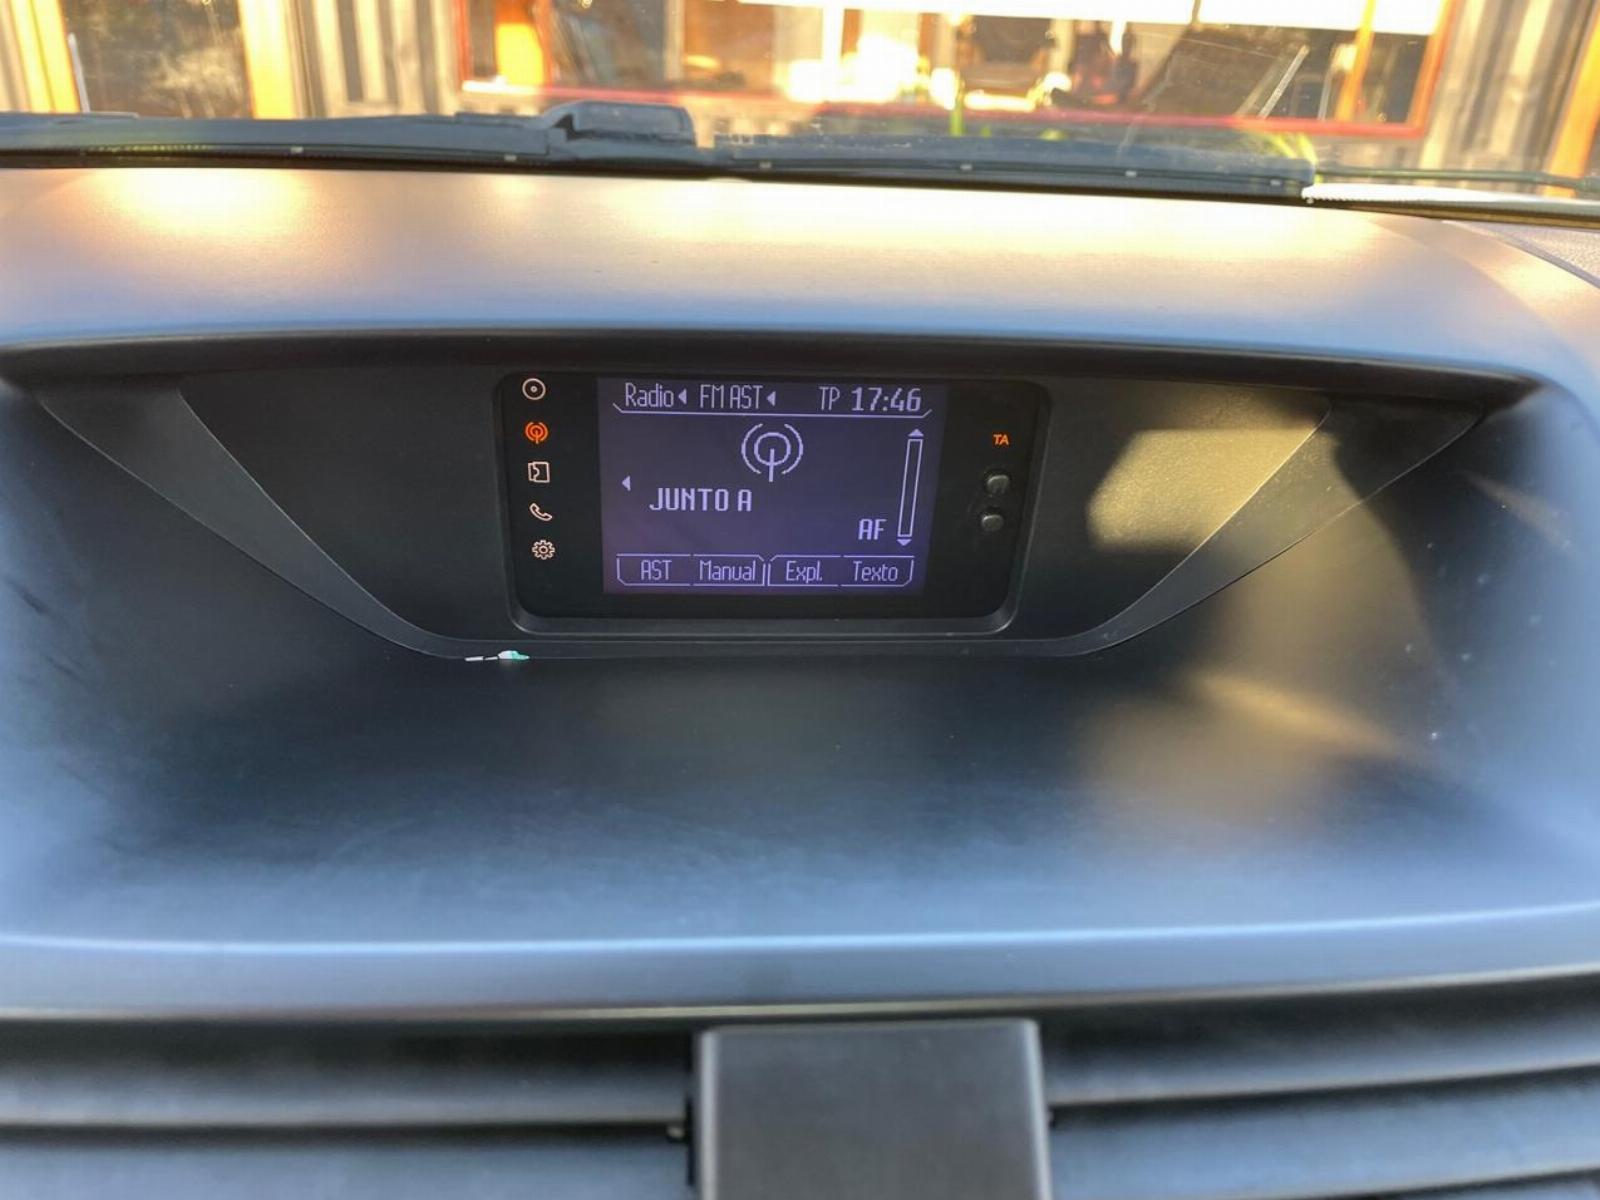 Radio FM AST TP 17:46
TA
JUNTO A
AF
AST Manual Expl. Texto